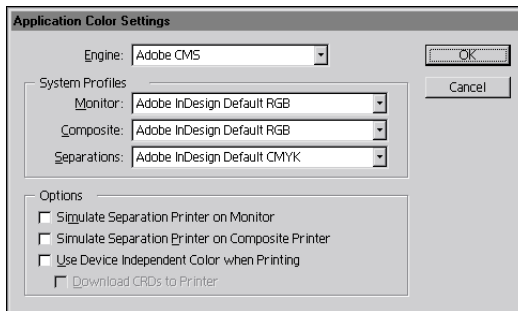 Application Color Settings
Engine: Adobe CMS
OK
Cancel
System Profiles
Monitor: Adobe InDesign Default RGB
Composite: Adobe InDesign Default RGB
Separations: Adobe InDesign Default CMYK
Options
Simulate Separation Printer on Monitor
Simulate Separation Printer on Composite Printer
Use Device Independent Color when Printing
Download CRDs to Printer